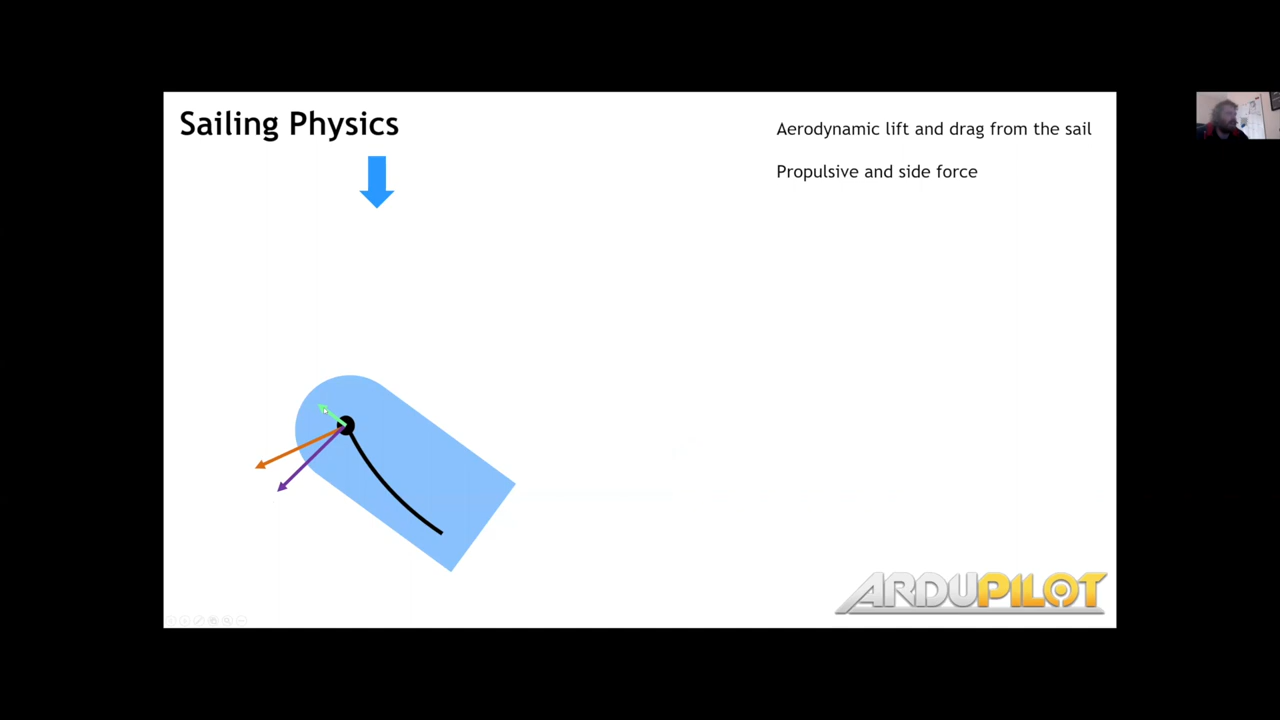 Sailing Physics
Aerodynamic lift and drag from the sail
Propulsive and side force
ARDUPILOT